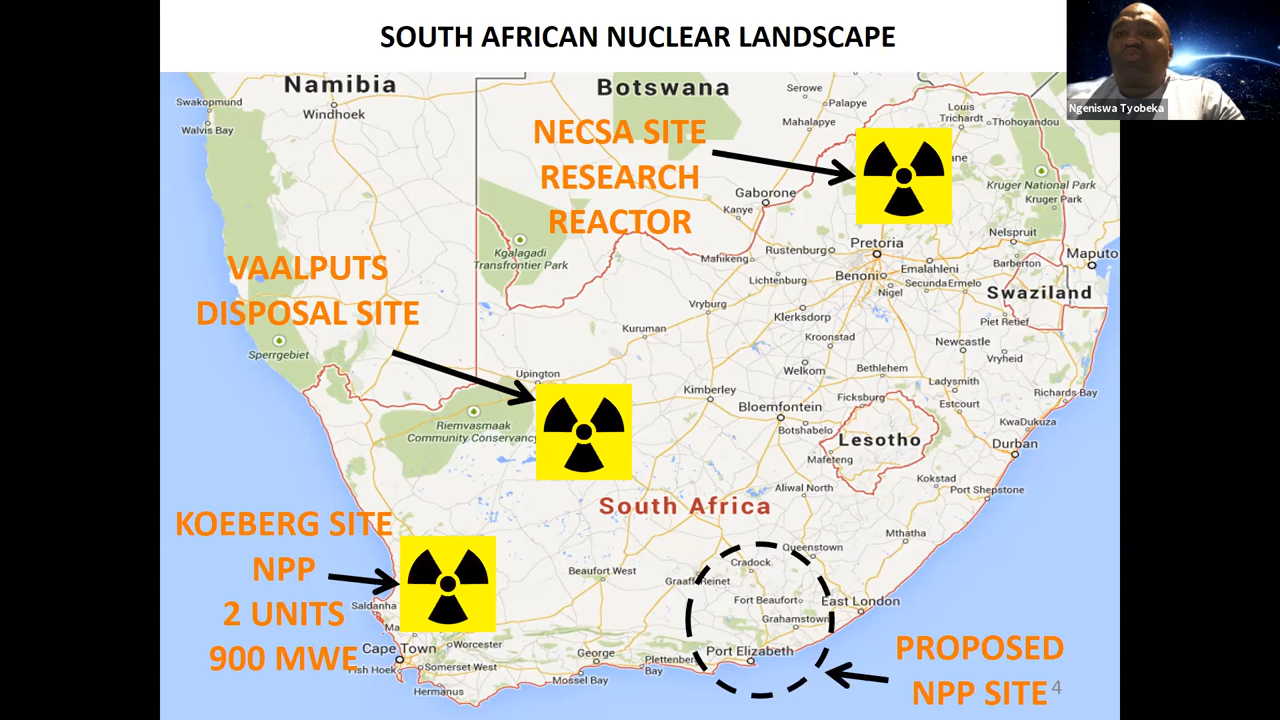 SOUTH AFRICAN NUCLEAR LANDSCAPE
Ngeniswa Tyobeka
Namibia
Botswana
Serowe
Palapye
Swakopmund
Windhoek
Walvis Bay
Mahalapye
Louis
Trichardt
Thohoyandou
NECSA SITE
RESEARCH
REACTOR
ane
Kruger National Park
Kruger Park
Gaborone
Kanye
Kgalagadi
Transfrontier Park
Mahikeng
Rustenburg
Pretoria
Nelspruit
Maputo
Lichtenburg
Benoni
Emalahleni
Barberton
Secunda
Ermelo
Nigel
Swaziland
VAALPUTS
DISPOSAL SITE
Vryburg
Klerksdorp
Piet Retief
Sperrgebiet
Kuruman
Kroonstad
Newcastle
Vryheid
Upington
Welkom
Bethlehem
Ladysmith
Kimberley
Ficksburg
Estcourt
Richards Bay
Riemvasmaak
Community Conservanc
Bloemfontein
Botshabelo
KwaDukuza
Lesotho
Durban
Mafeteng
Kokstad
Aliwal North
Port Shepstone
South Africa
KOEBERG SITE
NPP
2 UNITS
900 MWE
Mthatha
Queenstown
Cradock
Beaufort West
Graaff-Reinet
Saldanha
Fort Beaufort
East London
Grahamstown
Ma
Cape Town
Worcester
George
Port Elizabeth
Plettenberg
Bay
ish Hoek
Somerset West
Mossel Bay
Hermanus
PROPOSED
NPP SITE
4